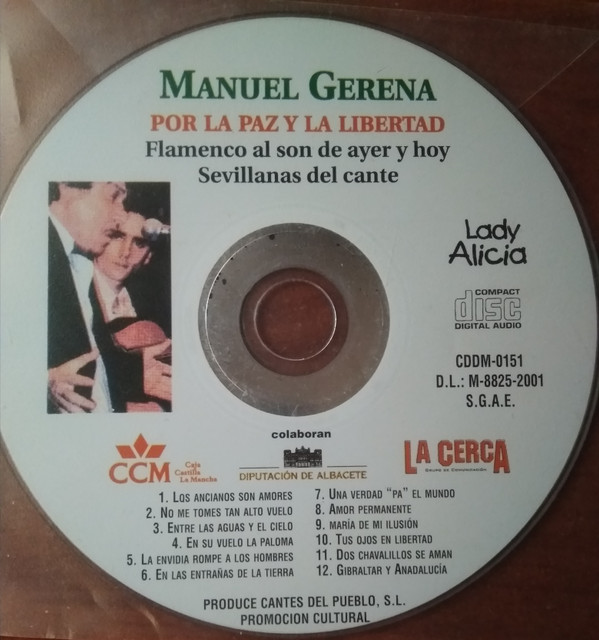 MANUEL GERENA
POR LA PAZ Y LA LIBERTAD
Flamenco al son de ayer y hoy
Sevillanas del cante
Lady
Alicia
COMPACT
disc
DIGITAL AUDIO
CDDM-0151
D.L.: M-8825-2001
S.G.A.E.
colaboran
CCM
Caja
Castilla
La Mancha
DIPUTACIÓN DE ALBACETE
LA CERCA
GRUPO DE COMUNICACIÓN
1. LOS ANCIANOS SON AMORES
2. NO ME TOMES TAN ALTO VUELO
3. ENTRE LAS AGUAS Y EL CIELO
4. EN SU VUELO LA PALOMA
5. LA ENVIDIA ROMPE A LOS HOMBRES
6. EN LAS ENTRAÑAS DE LA TIERRA
7. UNA VERDAD "PA" EL MUNDO
8. AMOR PERMANENTE
9. MARÍA DE MI ILUSIÓN
10. TUS OJOS EN LIBERTAD
11. DOS CHAVALILLOS SE AMAN
12. GIBRALTAR Y ANADALUCÍA
PRODUCE CANTES DEL PUEBLO, S.L.
PROMOCION CULTURAL